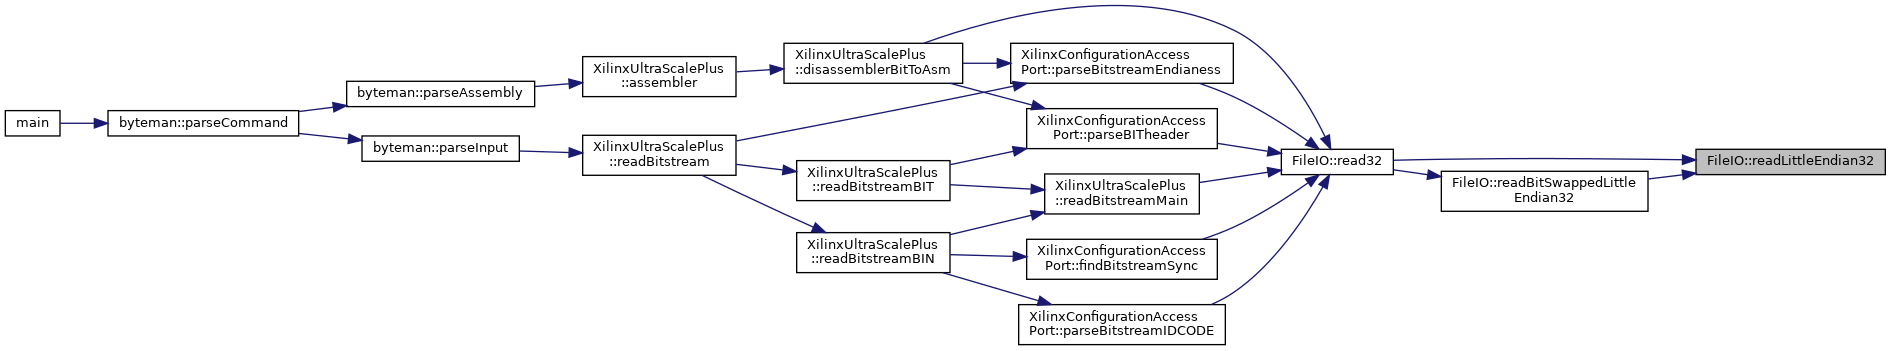 main
byteman::parseCommand
byteman::parseAssembly
byteman::parseInput
XilinxUltraScalePlus
::assembler
XilinxUltraScalePlus
::readBitstream
XilinxUltraScalePlus
::disassemblerBitToAsm
XilinxUltraScalePlus
::readBitstreamBIT
XilinxUltraScalePlus
::readBitstreamBIN
XilinxConfigurationAccess
Port::parseBitstreamEndianess
XilinxConfigurationAccess
Port::parseBITheader
XilinxUltraScalePlus
::readBitstreamMain
XilinxConfigurationAccess
Port::findBitstreamSync
XilinxConfigurationAccess
Port::parseBitstreamIDCODE
FileIO::read32
FileIO::readBitSwappedLittle
Endian32
FileIO::readLittleEndian32